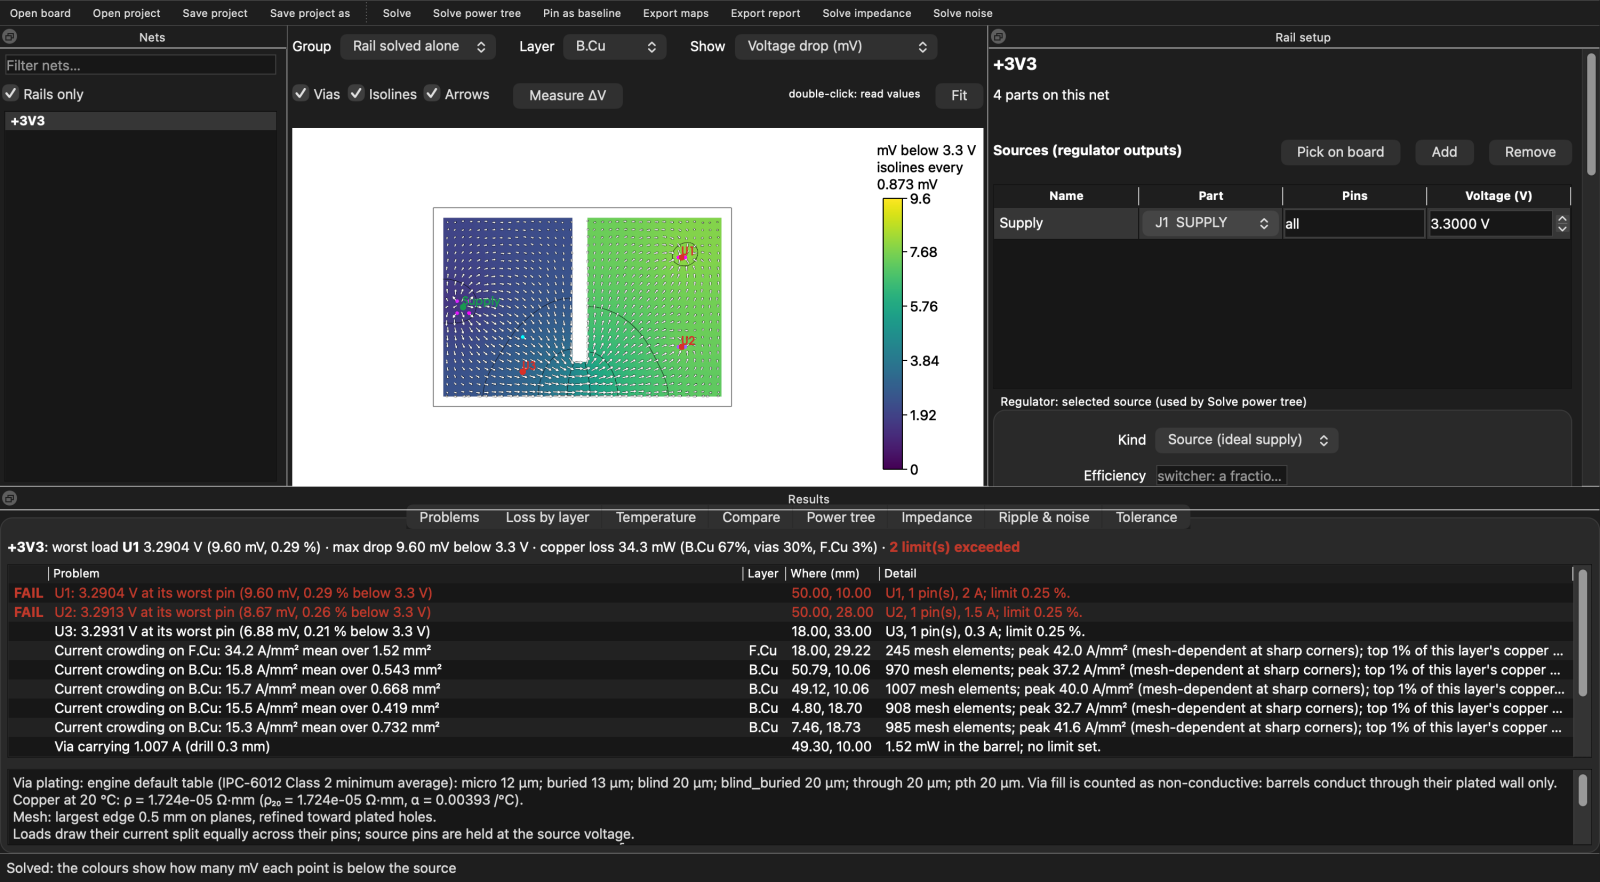 Open board Open project Save project Save project as Solve Solve power tree Pin as baseline Export maps Export report Solve impedance Solve noise
Nets
Filter nets...
Rails only
+3V3
Group Rail solved alone Layer B.Cu Show Voltage drop (mV)
Vias Isolines Arrows Measure ΔV double-click: read values Fit
mV below 3.3 V
isolines every
0.873 mV
9.6
7.68
5.76
3.84
1.92
0
U1
Supply
U2
U3
Rail setup
+3V3
4 parts on this net
Sources (regulator outputs) Pick on board Add Remove
Name Part Pins Voltage (V)
Supply J1 SUPPLY all 3.3000 V
Regulator: selected source (used by Solve power tree)
Kind Source (ideal supply)
Efficiency switcher: a fractio...
Results
Problems Loss by layer Temperature Compare Power tree Impedance Ripple & noise Tolerance
+3V3: worst load U1 3.2904 V (9.60 mV, 0.29 %) · max drop 9.60 mV below 3.3 V · copper loss 34.3 mW (B.Cu 67%, vias 30%, F.Cu 3%) · 2 limit(s) exceeded
Problem Layer Where (mm) Detail
FAIL U1: 3.2904 V at its worst pin (9.60 mV, 0.29 % below 3.3 V) 50.00, 10.00 U1, 1 pin(s), 2 A; limit 0.25 %.
FAIL U2: 3.2913 V at its worst pin (8.67 mV, 0.26 % below 3.3 V) 50.00, 28.00 U2, 1 pin(s), 1.5 A; limit 0.25 %.
U3: 3.2931 V at its worst pin (6.88 mV, 0.21 % below 3.3 V) 18.00, 33.00 U3, 1 pin(s), 0.3 A; limit 0.25 %.
Current crowding on F.Cu: 34.2 A/mm² mean over 1.52 mm² F.Cu 18.00, 29.22 245 mesh elements; peak 42.0 A/mm² (mesh-dependent at sharp corners); top 1% of this layer's copper ...
Current crowding on B.Cu: 15.8 A/mm² mean over 0.543 mm² B.Cu 50.79, 10.06 970 mesh elements; peak 37.2 A/mm² (mesh-dependent at sharp corners); top 1% of this layer's copper ...
Current crowding on B.Cu: 15.7 A/mm² mean over 0.668 mm² B.Cu 49.12, 10.06 1007 mesh elements; peak 40.0 A/mm² (mesh-dependent at sharp corners); top 1% of this layer's copper...
Current crowding on B.Cu: 15.5 A/mm² mean over 0.419 mm² B.Cu 4.80, 18.70 908 mesh elements; peak 32.7 A/mm² (mesh-dependent at sharp corners); top 1% of this layer's copper ...
Current crowding on B.Cu: 15.3 A/mm² mean over 0.732 mm² B.Cu 7.46, 18.73 985 mesh elements; peak 41.6 A/mm² (mesh-dependent at sharp corners); top 1% of this layer's copper ...
Via carrying 1.007 A (drill 0.3 mm) 49.30, 10.00 1.52 mW in the barrel; no limit set.
Via plating: engine default table (IPC-6012 Class 2 minimum average): micro 12 µm; buried 13 µm; blind 20 µm; blind_buried 20 µm; through 20 µm; pth 20 µm. Via fill is counted as non-conductive: barrels conduct through their plated wall only.
Copper at 20 °C: ρ = 1.724e-05 Ω·mm (ρ₂₀ = 1.724e-05 Ω·mm, α = 0.00393 /°C).
Mesh: largest edge 0.5 mm on planes, refined toward plated holes.
Loads draw their current split equally across their pins; source pins are held at the source voltage.
Solved: the colours show how many mV each point is below the source